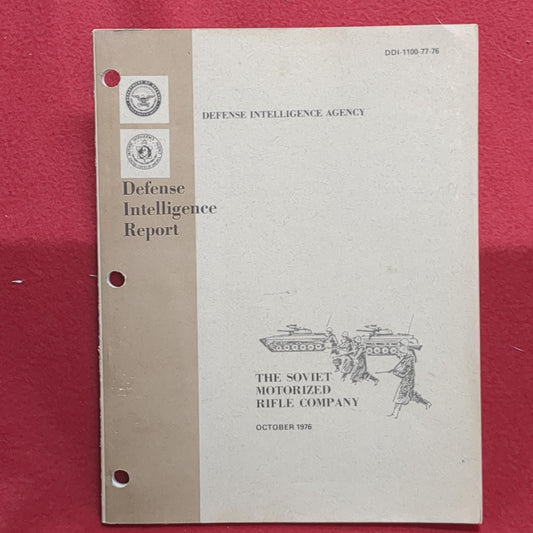 DDI-1100-77-76
DEFENSE INTELLIGENCE AGENCY
Defense
Intelligence
Report
THE SOVIET
MOTORIZED
RIFLE COMPANY
OCTOBER 1976